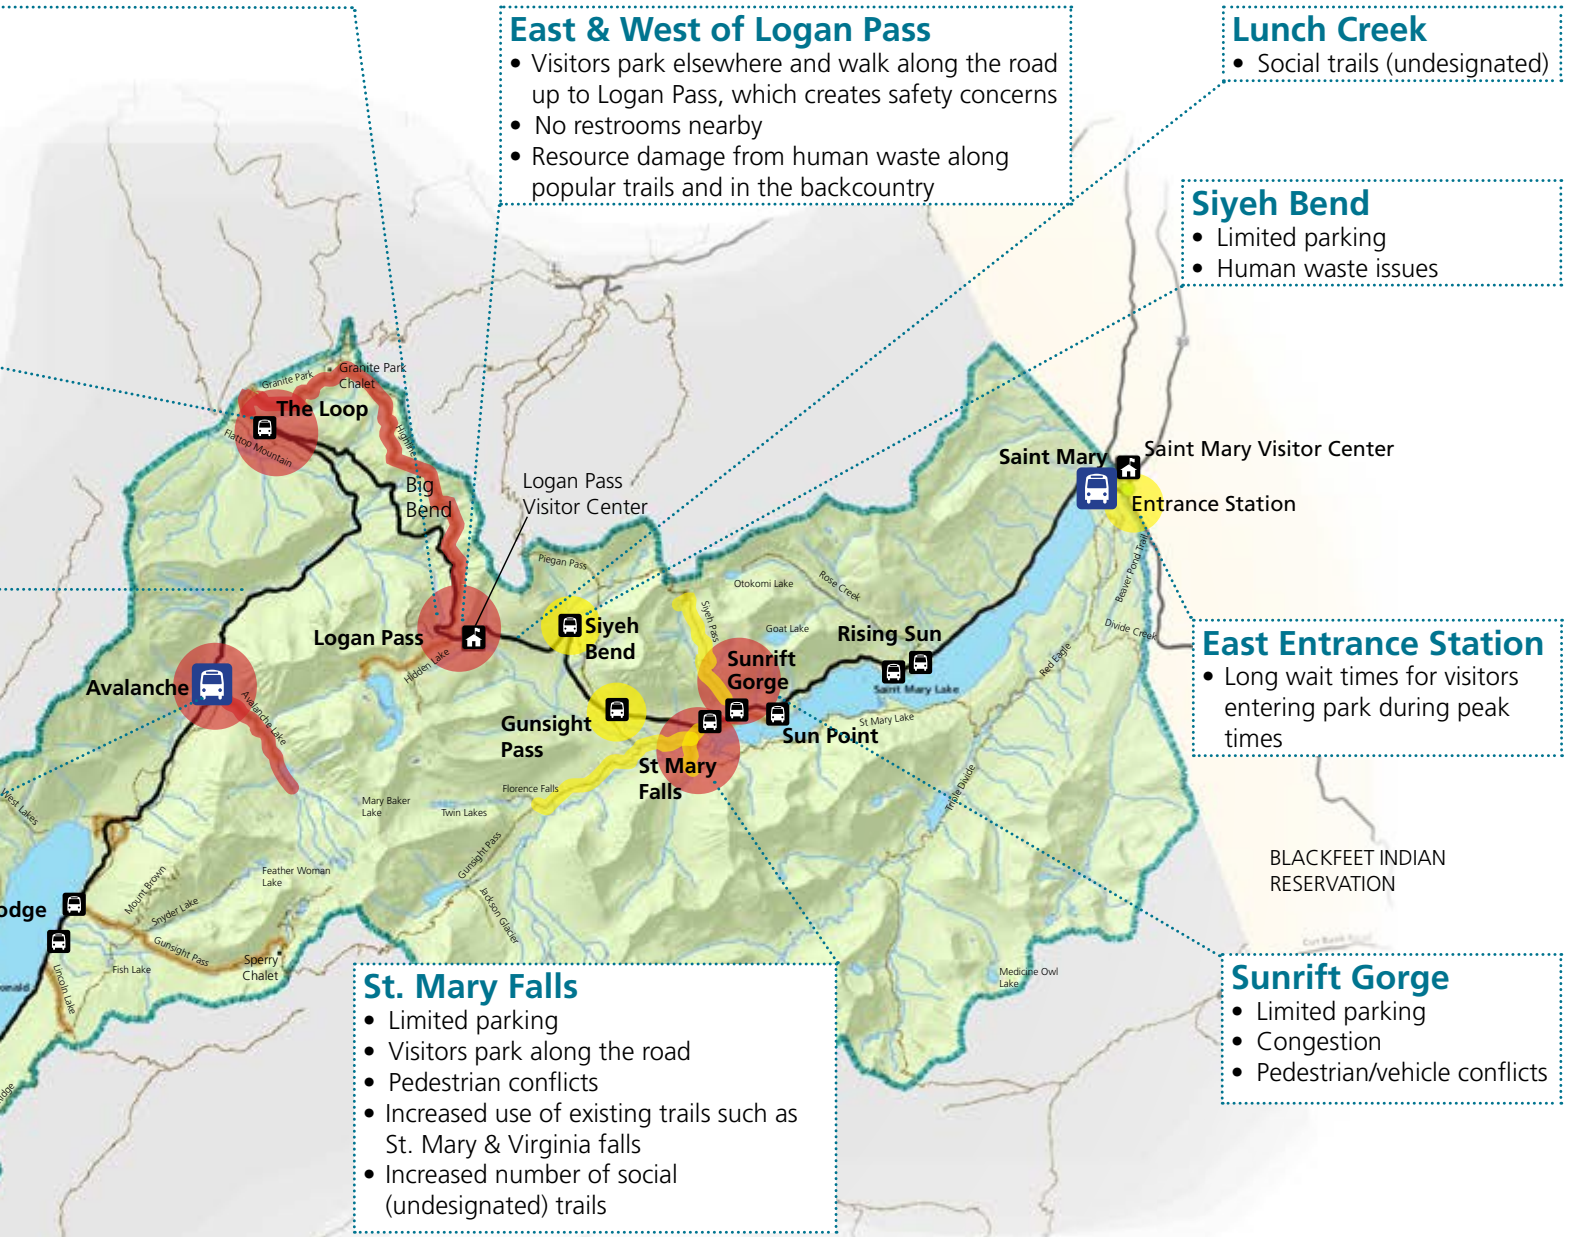 East & West of Logan Pass
• Visitors park elsewhere and walk along the road
up to Logan Pass, which creates safety concerns
• No restrooms nearby
• Resource damage from human waste along
popular trails and in the backcountry
Lunch Creek
• Social trails (undesignated)
Siyeh Bend
• Limited parking
• Human waste issues
Granite Park
Granite Park
Chalet
The Loop
Flattop Mountain
Highline
Big
Bend
Logan Pass
Visitor Center
Saint Mary
Saint Mary Visitor Center
Entrance Station
Piegan Pass
Otokomi Lake
Rose Creek
Siyeh Pass
Goat Lake
Beaver Pond Trail
Divide Creek
Logan Pass
Hidden Lake
Siyeh
Bend
Sunrift
Gorge
Rising Sun
Saint Mary Lake
Red Eagle
East Entrance Station
• Long wait times for visitors
entering park during peak
times
Avalanche
Avalanche Lake
Gunsight
Pass
St Mary Lake
Sun Point
St Mary
Falls
Florence Falls
Triple Divide
West Lakes
Mary Baker
Lake
Twin Lakes
Gunsight Pass
Feather Woman
Lake
Mount Brown
Snyder Lake
Jackson Glacier
BLACKFEET INDIAN
RESERVATION
odge
Gunsight Pass
Sperry
Chalet
Fish Lake
Lincoln Lake
onald
Medicine Owl
Lake
Cut Bank Road
St. Mary Falls
• Limited parking
• Visitors park along the road
• Pedestrian conflicts
• Increased use of existing trails such as
St. Mary & Virginia falls
• Increased number of social
(undesignated) trails
Sunrift Gorge
• Limited parking
• Congestion
• Pedestrian/vehicle conflicts